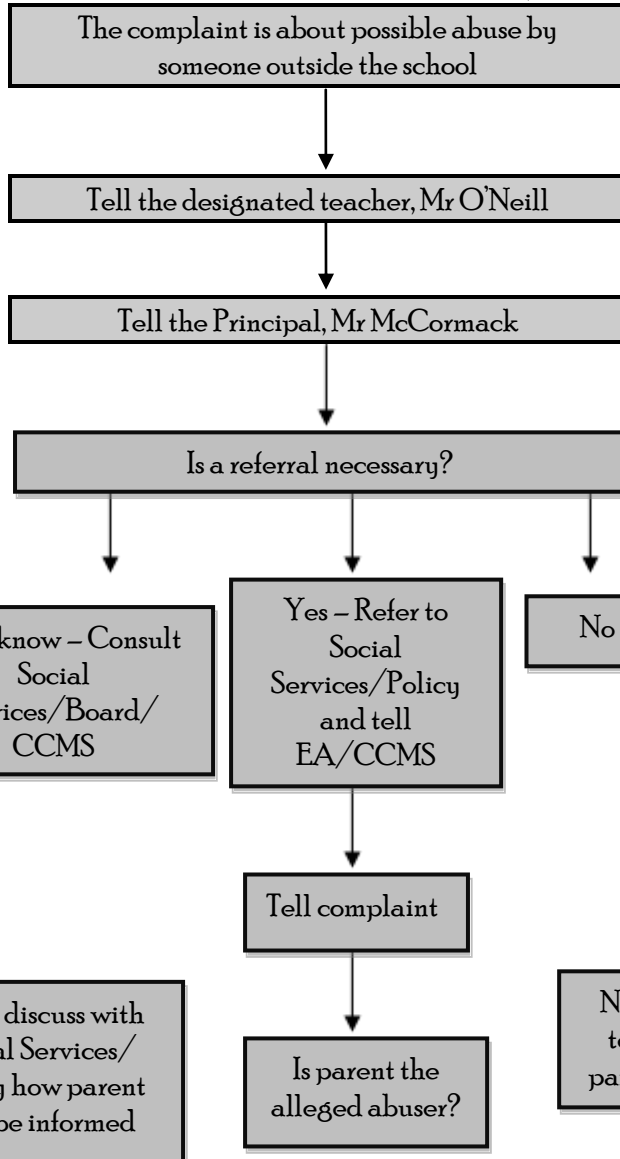 The complaint is about possible abuse by
someone outside the school
Tell the designated teacher, Mr O'Neill
Tell the Principal, Mr McCormack
Is a referral necessary?
know – Consult
Social
ices/Board/
CCMS
Yes – Refer to
Social
Services/Policy
and tell
EA/CCMS
No
Tell complaint
discuss with
al Services/
how parent
be informed
Is parent the
alleged abuser?